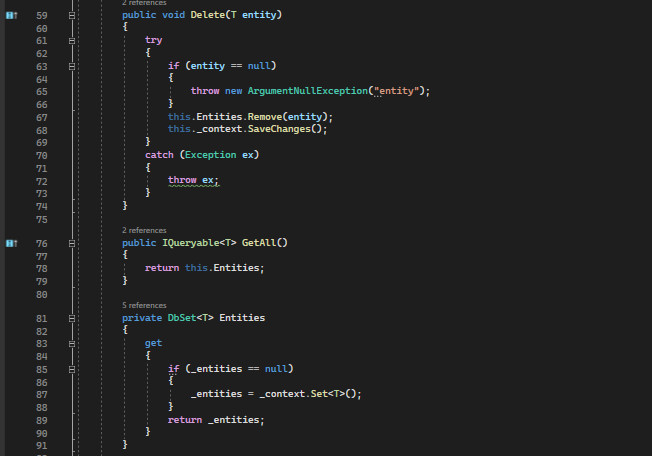 2 references
59 public void Delete(T entity)
60 {
61 try
62 {
63 if (entity == null)
64 {
65 throw new ArgumentNullException("entity");
66 }
67 this.Entities.Remove(entity);
68 this._context.SaveChanges();
69 }
70 catch (Exception ex)
71 {
72 throw ex;
73 }
74 }
75
2 references
76 public IQueryable<T> GetAll()
77 {
78 return this.Entities;
79 }
80
5 references
81 private DbSet<T> Entities
82 {
83 get
84 {
85 if (_entities == null)
86 {
87 _entities = _context.Set<T>();
88 }
89 return _entities;
90 }
91 }